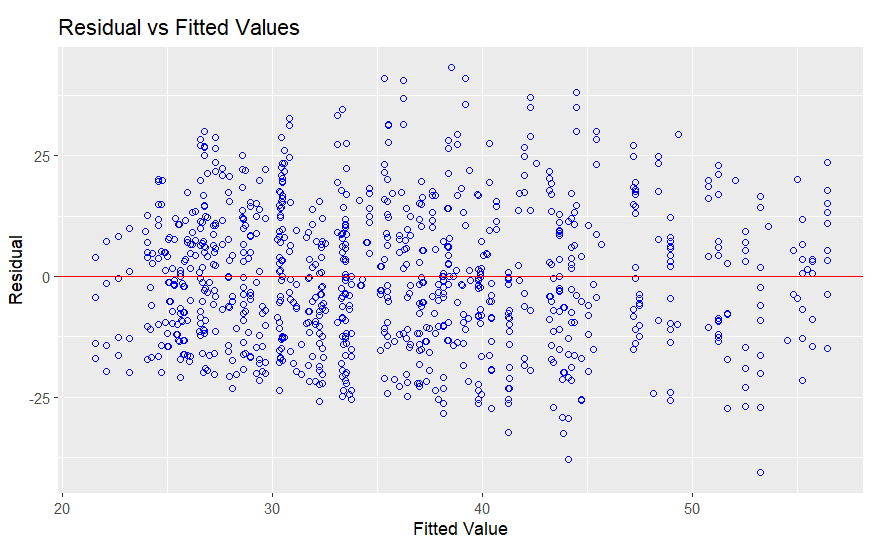 Residual vs Fitted Values
25
0
-25
Residual
20 30 40 50
Fitted Value